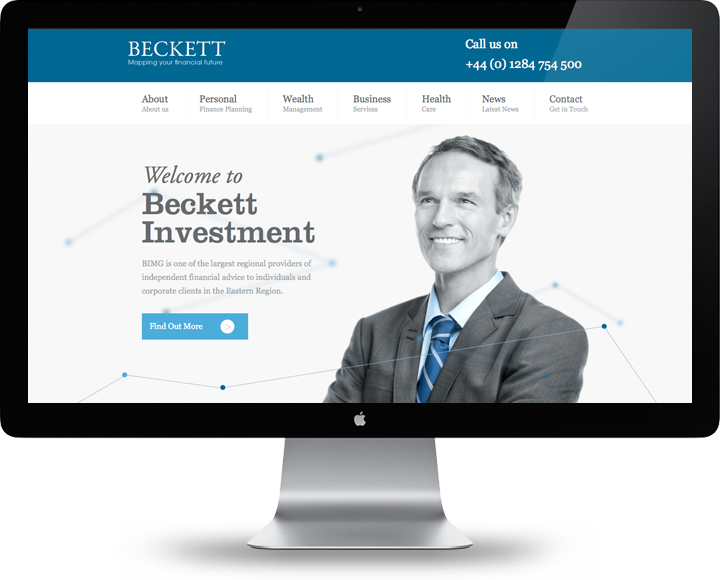 BECKETT
Mapping your financial future
Call us on
+44 (0) 1284 754 500
About
About us
Personal
Finance Planning
Wealth
Management
Business
Services
Health
Care
News
Latest News
Contact
Get in Touch
Welcome to
Beckett
Investment
BIMG is one of the largest regional providers of
independent financial advice to individuals and
corporate clients in the Eastern Region.
Find Out More